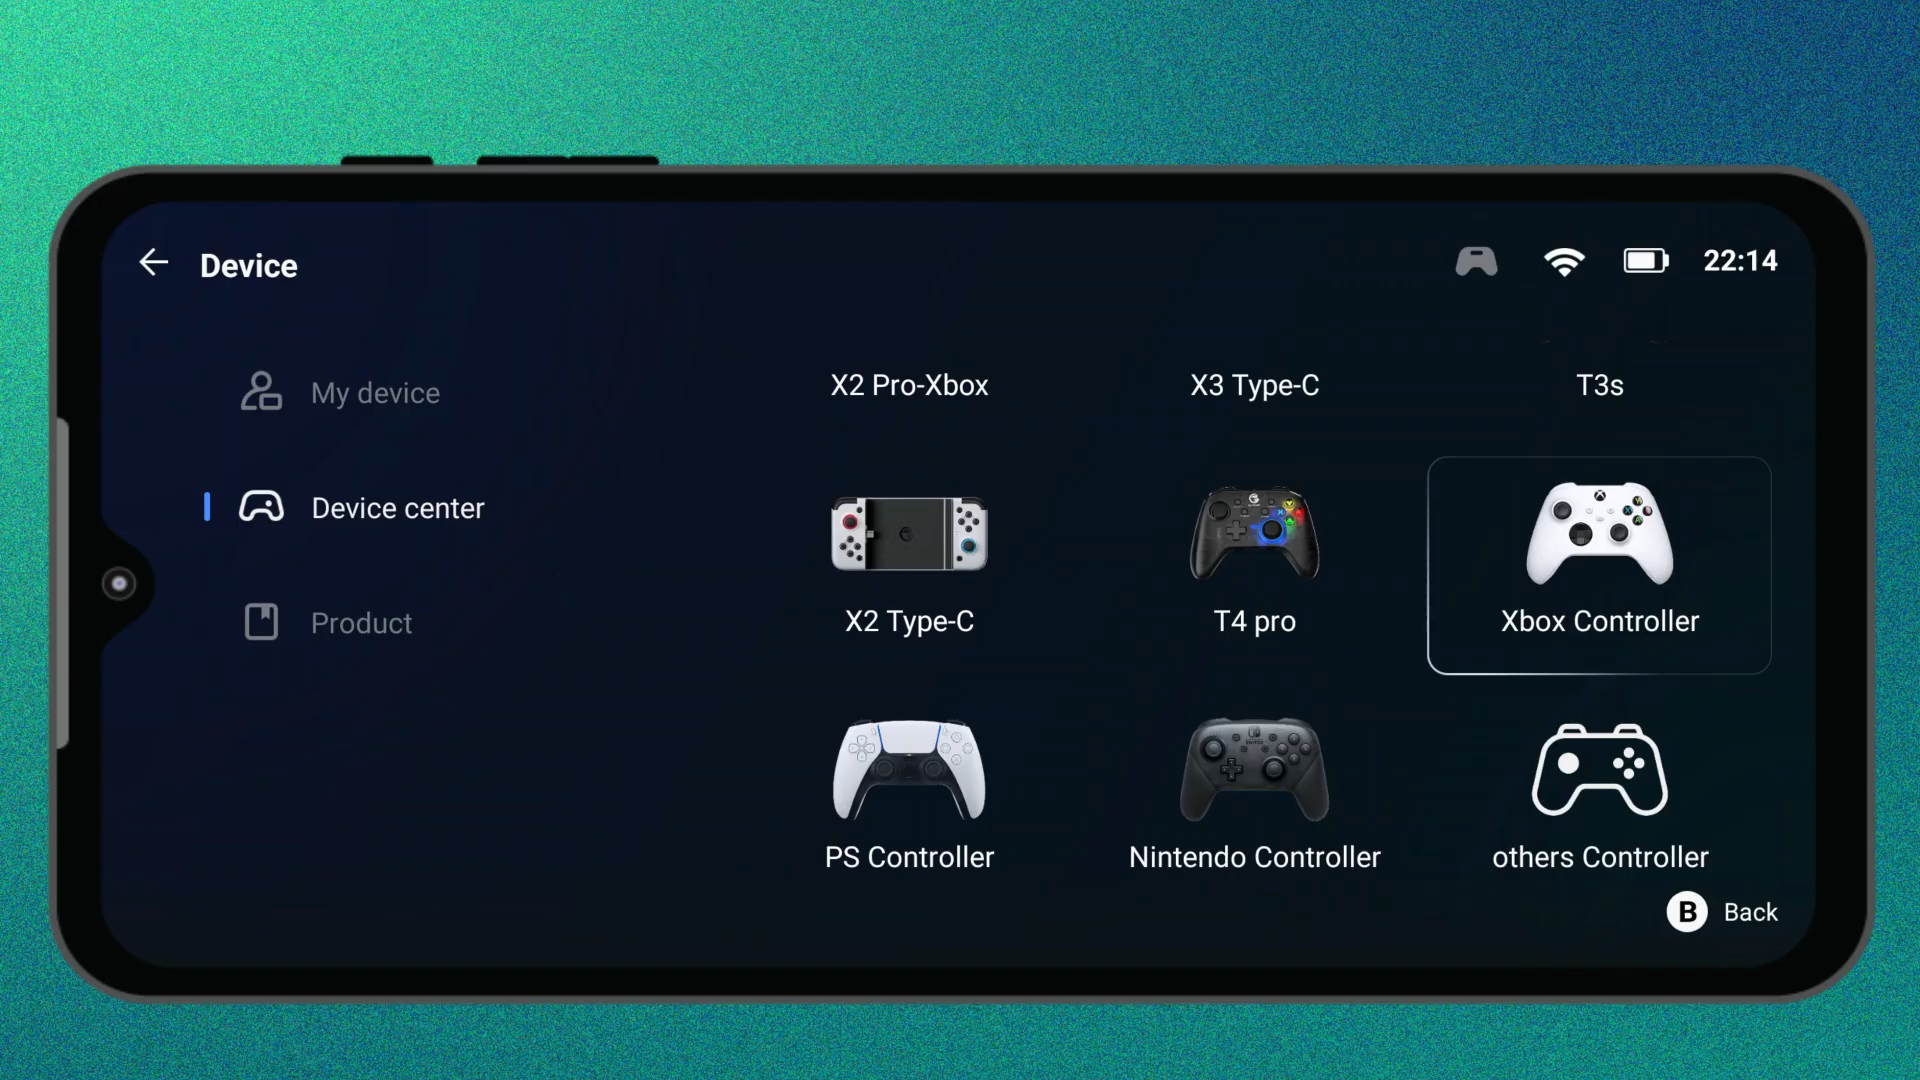 Device
22:14
My device
Device center
Product
X2 Pro-Xbox
X3 Type-C
T3s
X2 Type-C
T4 pro
Xbox Controller
PS Controller
Nintendo Controller
others Controller
B Back